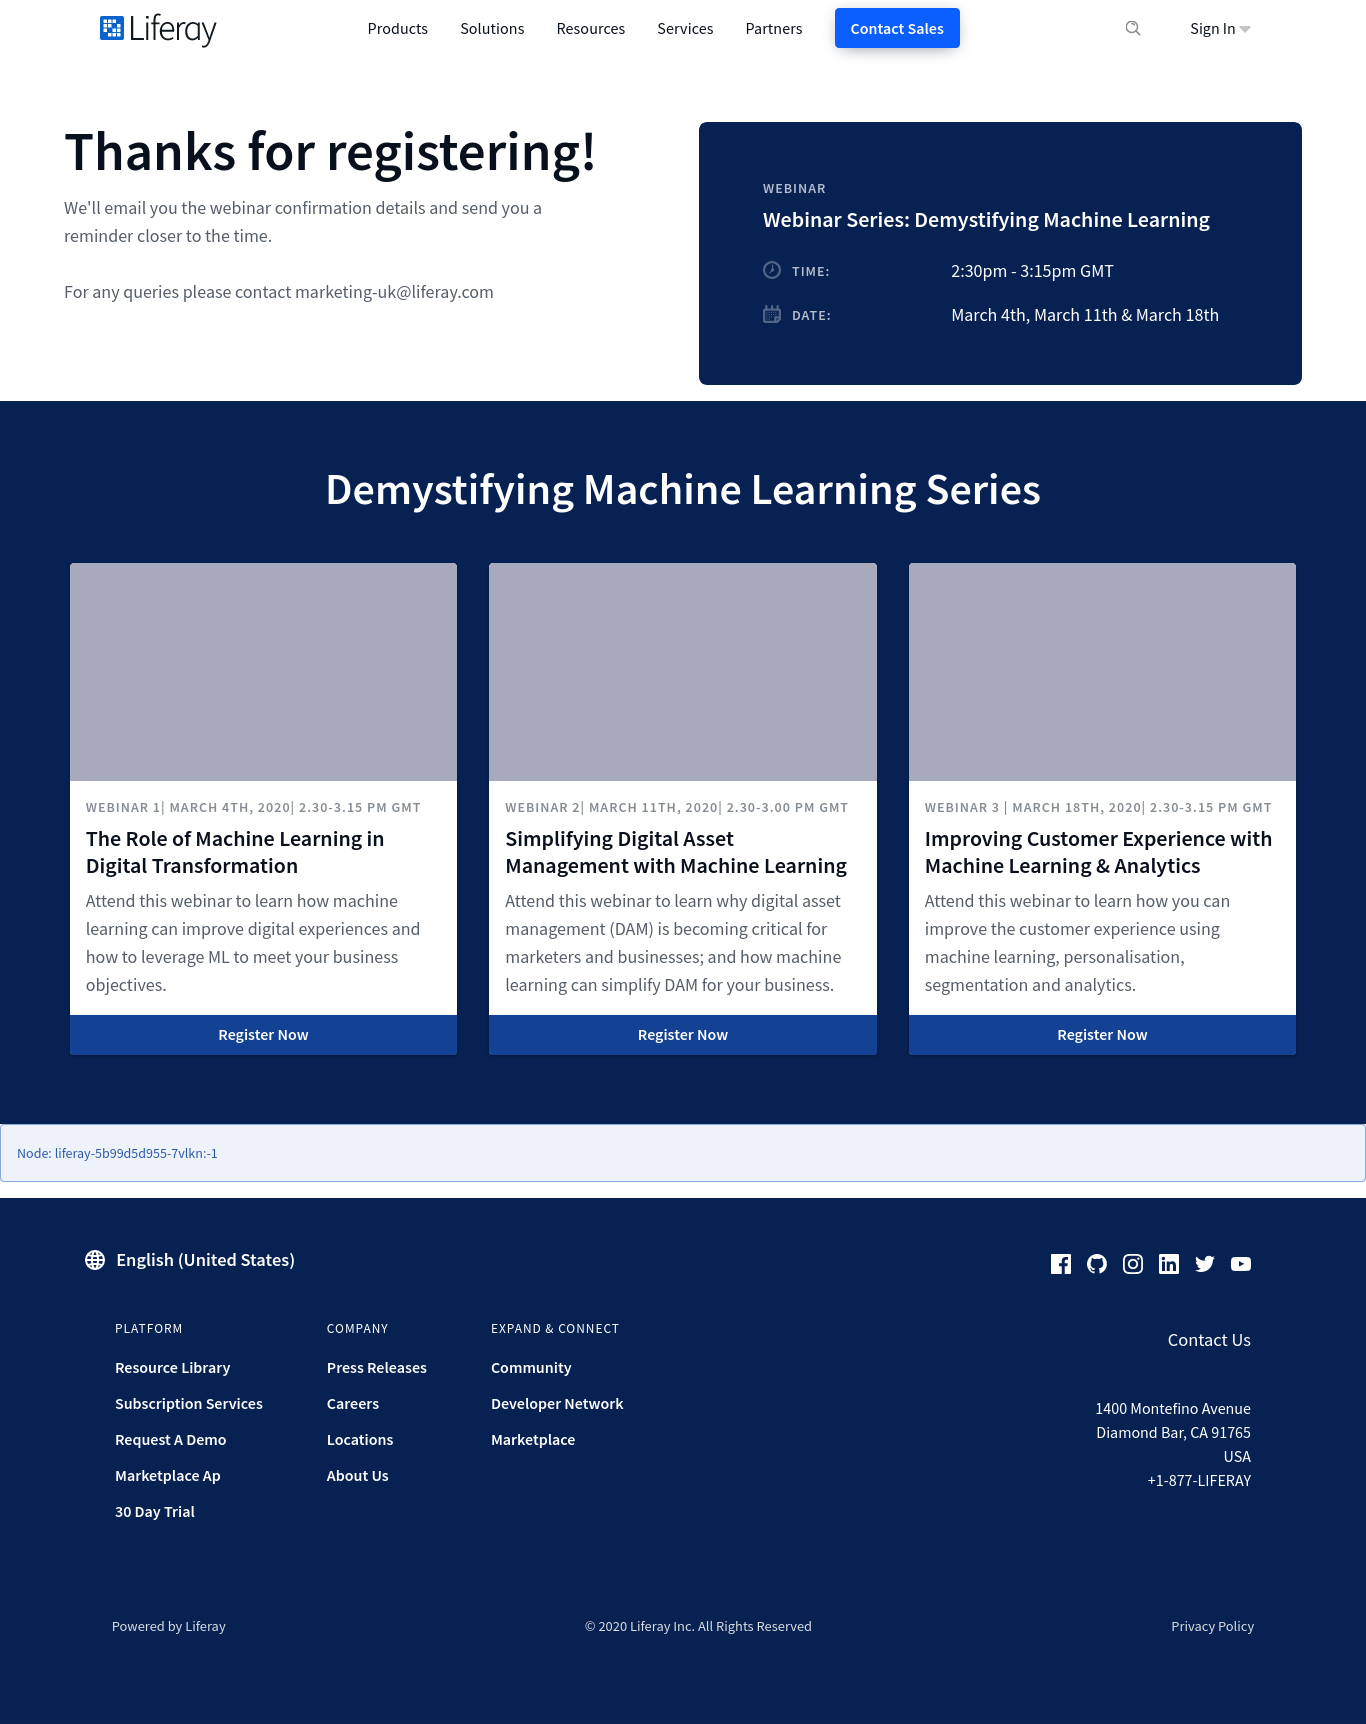 Liferay
Products
Solutions
Resources
Services
Partners
Contact Sales
Sign In
Thanks for registering!
We'll email you the webinar confirmation details and send you a
reminder closer to the time.
For any queries please contact marketing-uk@liferay.com
WEBINAR
Webinar Series: Demystifying Machine Learning
TIME:
2:30pm - 3:15pm GMT
DATE:
March 4th, March 11th & March 18th
Demystifying Machine Learning Series
WEBINAR 1| MARCH 4TH, 2020| 2.30-3.15 PM GMT
The Role of Machine Learning in
Digital Transformation
Attend this webinar to learn how machine
learning can improve digital experiences and
how to leverage ML to meet your business
objectives.
Register Now
WEBINAR 2| MARCH 11TH, 2020| 2.30-3.00 PM GMT
Simplifying Digital Asset
Management with Machine Learning
Attend this webinar to learn why digital asset
management (DAM) is becoming critical for
marketers and businesses; and how machine
learning can simplify DAM for your business.
Register Now
WEBINAR 3 | MARCH 18TH, 2020| 2.30-3.15 PM GMT
Improving Customer Experience with
Machine Learning & Analytics
Attend this webinar to learn how you can
improve the customer experience using
machine learning, personalisation,
segmentation and analytics.
Register Now
Node: liferay-5b99d5d955-7vlkn:-1
English (United States)
PLATFORM
Resource Library
Subscription Services
Request A Demo
Marketplace Ap
30 Day Trial
COMPANY
Press Releases
Careers
Locations
About Us
EXPAND & CONNECT
Community
Developer Network
Marketplace
Contact Us
1400 Montefino Avenue
Diamond Bar, CA 91765
USA
+1-877-LIFERAY
Powered by Liferay
© 2020 Liferay Inc. All Rights Reserved
Privacy Policy